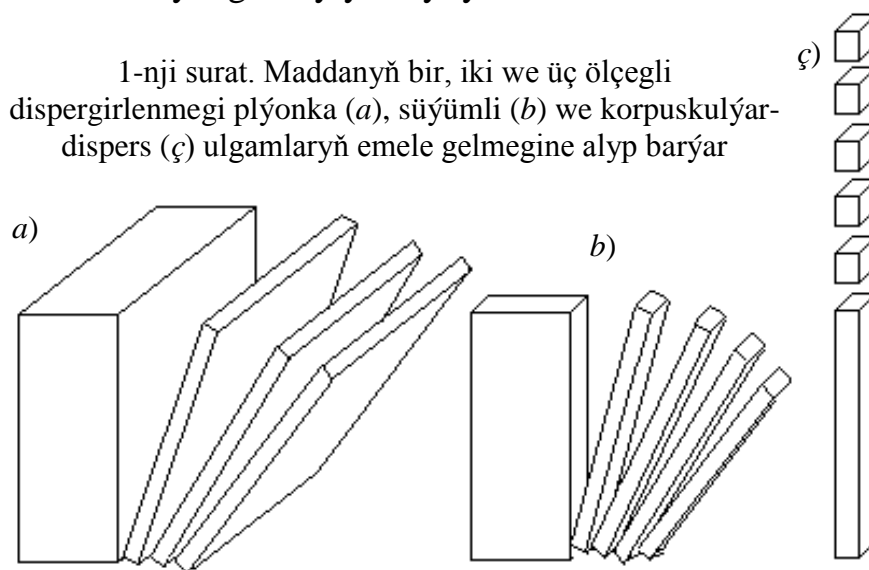 1-nji surat. Maddanyň bir, iki we üç ölçegli
dispergirlenmegi plýonka (a), süýümli (b) we korpuskulýar-
dispers (ç) ulgamlaryň emele gelmegine alyp barýar
ç)
a)
b)